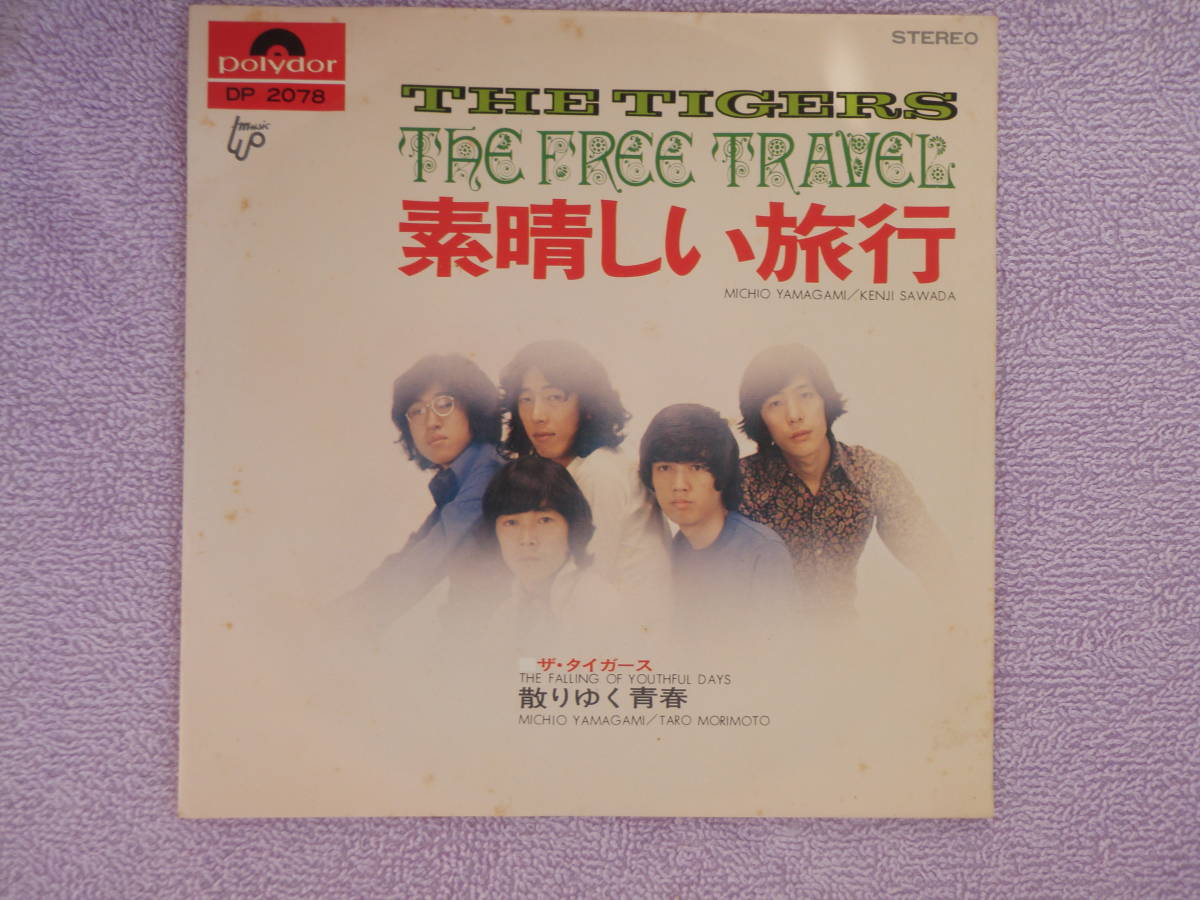 polydor
DP 2078
music up
STEREO
THE TIGERS
THE FREE TRAVEL
素晴しい旅行
MICHIO YAMAGAMI/KENJI SAWADA
ザ・タイガース
THE FALLING OF YOUTHFUL DAYS
散りゆく青春
MICHIO YAMAGAMI/TARO MORIMOTO